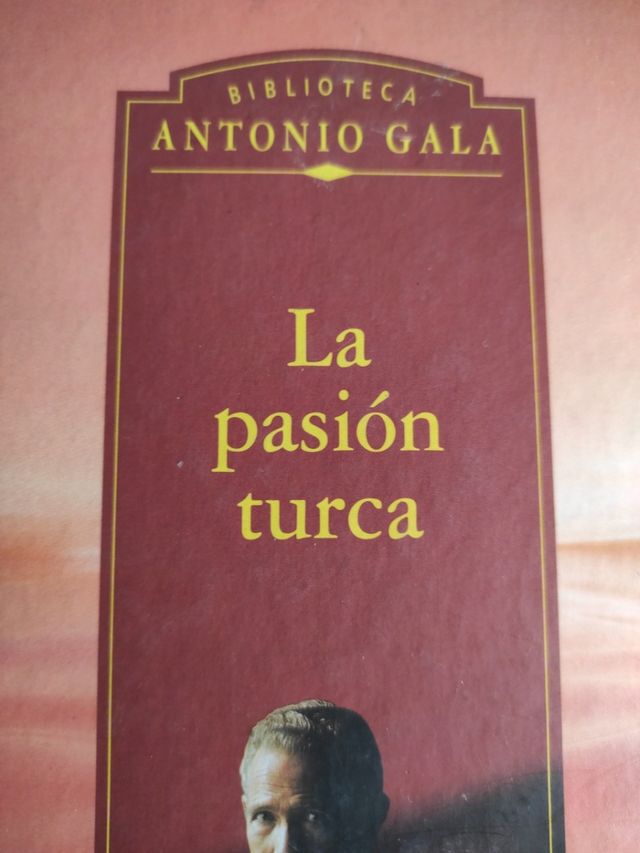 BIBLIOTECA
ANTONIO GALA
La
pasión
turca